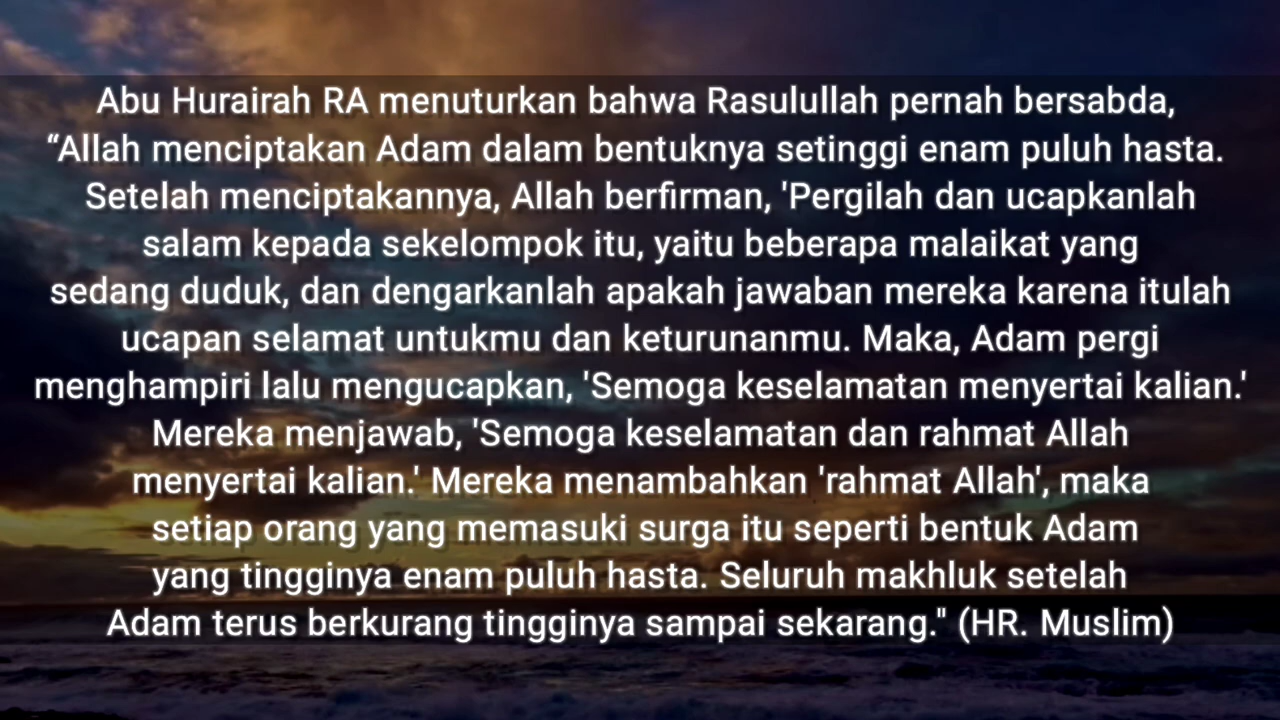 Abu Hurairah RA menuturkan bahwa Rasulullah pernah bersabda,
“Allah menciptakan Adam dalam bentuknya setinggi enam puluh hasta.
Setelah menciptakannya, Allah berfirman, 'Pergilah dan ucapkanlah
salam kepada sekelompok itu, yaitu beberapa malaikat yang
sedang duduk, dan dengarkanlah apakah jawaban mereka karena itulah
ucapan selamat untukmu dan keturunanmu. Maka, Adam pergi
menghampiri lalu mengucapkan, 'Semoga keselamatan menyertai kalian.'
Mereka menjawab, 'Semoga keselamatan dan rahmat Allah
menyertai kalian.' Mereka menambahkan 'rahmat Allah', maka
setiap orang yang memasuki surga itu seperti bentuk Adam
yang tingginya enam puluh hasta. Seluruh makhluk setelah
Adam terus berkurang tingginya sampai sekarang." (HR. Muslim)